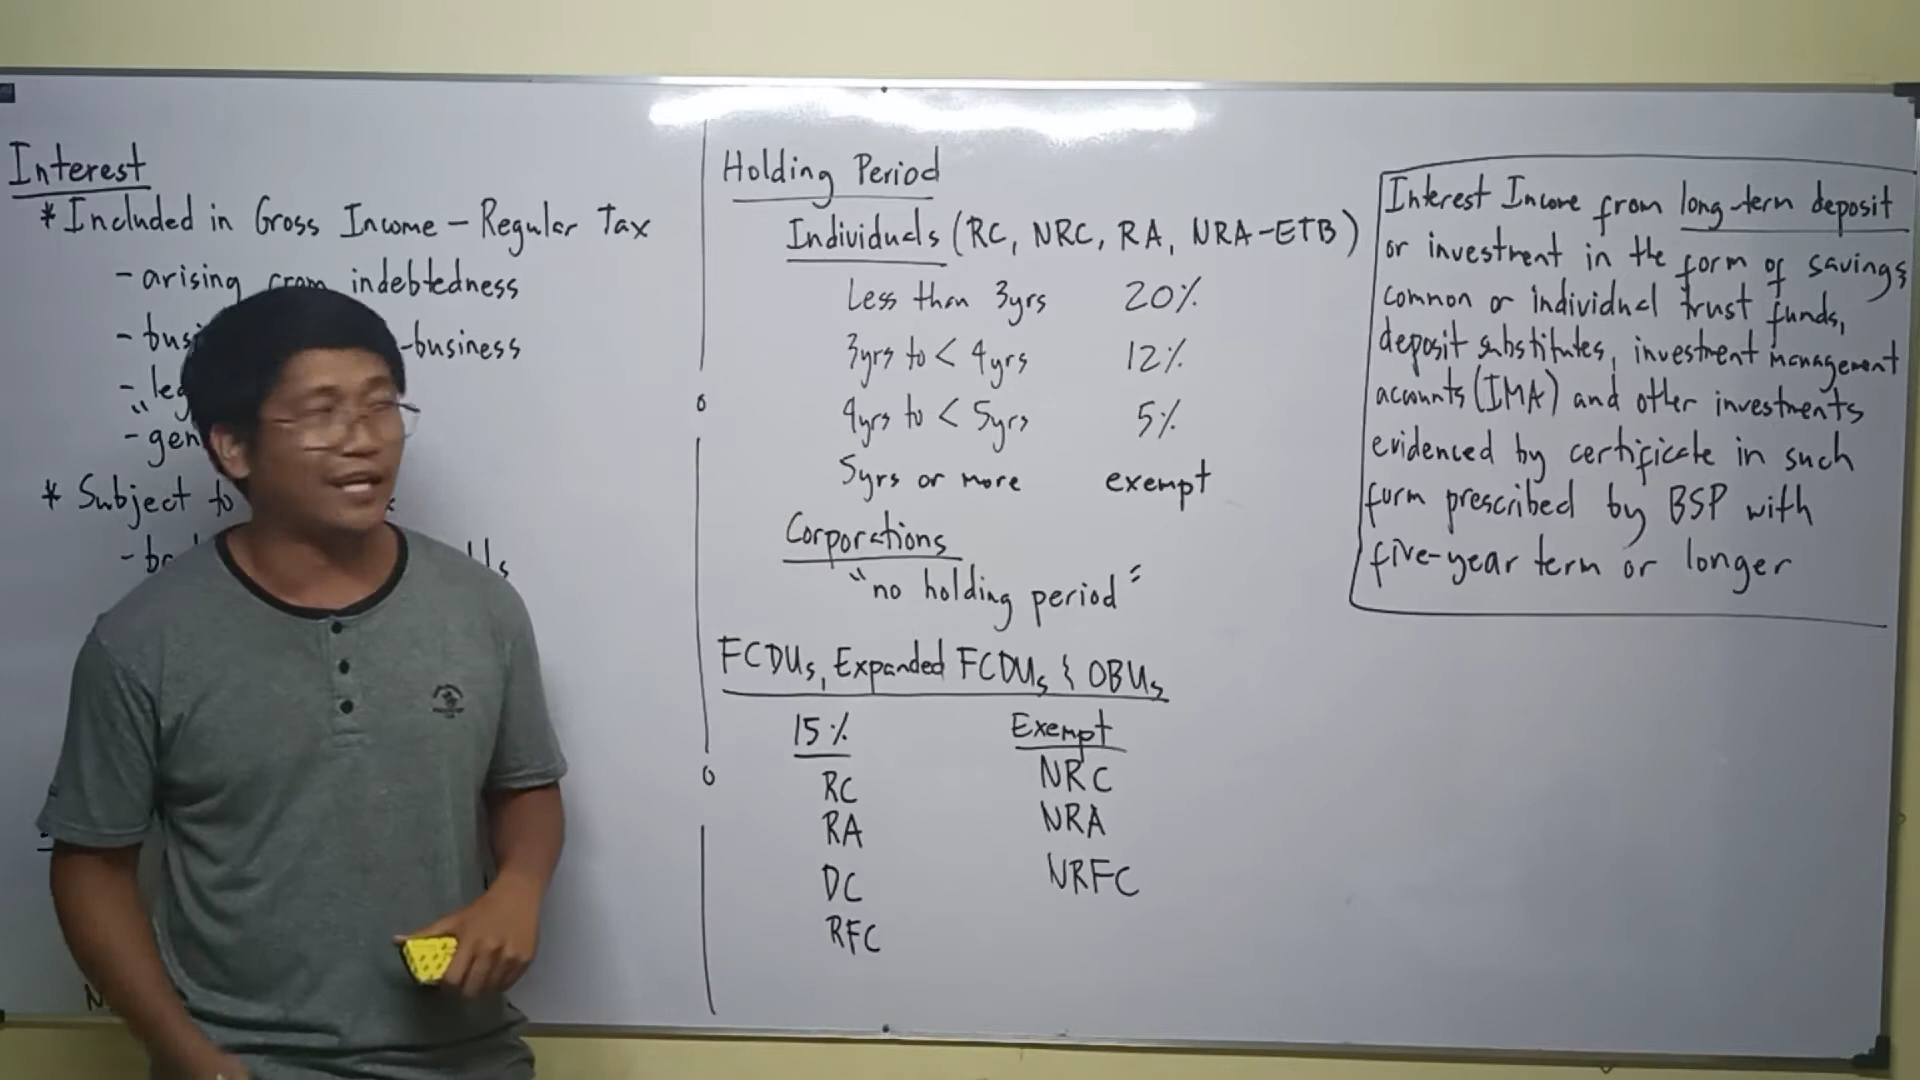 Interest
* Included in Gross Income - Regular Tax
- arising from indebtedness
- -business
-
-
* Subject to
-
Holding Period
Individuals (RC, NRC, RA, NRA-ETB)
Less than 3yrs 20%
3yrs to < 4yrs 12%
4yrs to < 5yrs 5%
5yrs or more exempt
Corporations
"no holding period"
FCDUs, Expanded FCDUs & OBUs
15% Exempt
RC NRC
RA NRA
DC NRFC
RFC
Interest Income from long-term deposit
or investment in the form of savings
common or individual trust funds,
deposit substitutes, investment management
accounts (IMA) and other investments
evidenced by certificate in such
form prescribed by BSP with
five-year term or longer